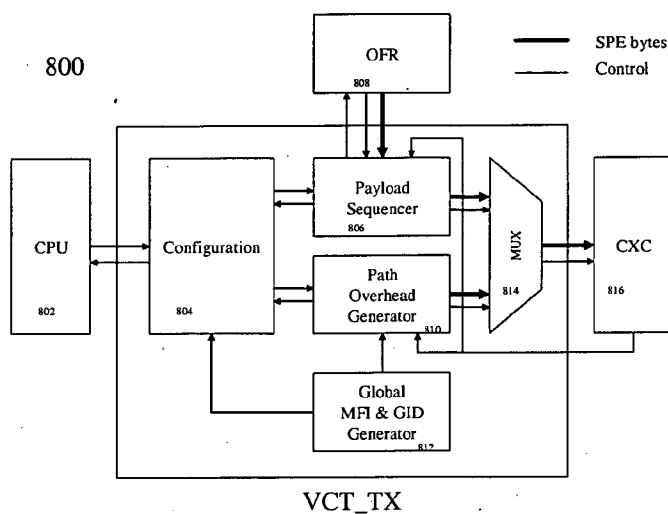 800
OFR
808
SPE bytes
Control
CPU
802
Configuration
804
Payload
Sequencer
806
Path
Overhead
Generator
810
Global
MFI & GID
Generator
812
MUX
814
CXC
816
VCT_TX